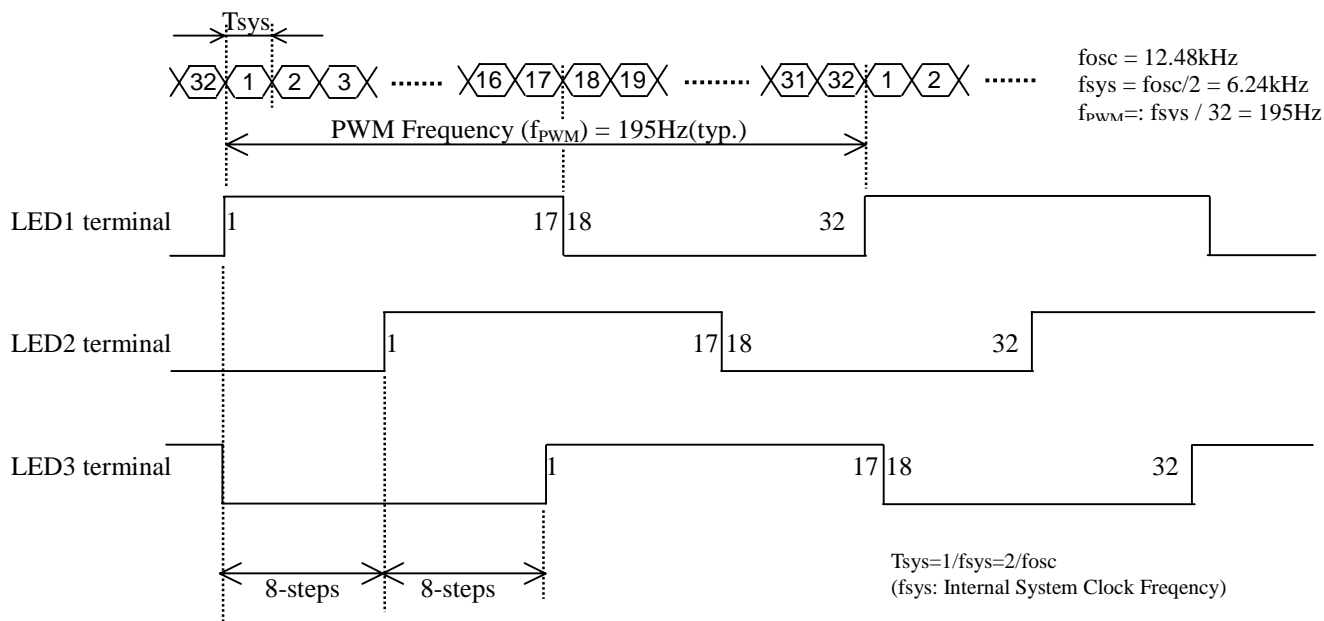 Tsys
32 1 2 3 ........ 16 17 18 19 ........ 31 32 1 2 ......
fosc = 12.48kHz
fsys = fosc/2 = 6.24kHz
fPWM=: fsys / 32 = 195Hz
PWM Frequency (fPWM) = 195Hz(typ.)
LED1 terminal 1 17 18 32
LED2 terminal 1 17 18 32
LED3 terminal 1 17 18 32
8-steps 8-steps
Tsys=1/fsys=2/fosc
(fsys: Internal System Clock Freqency)